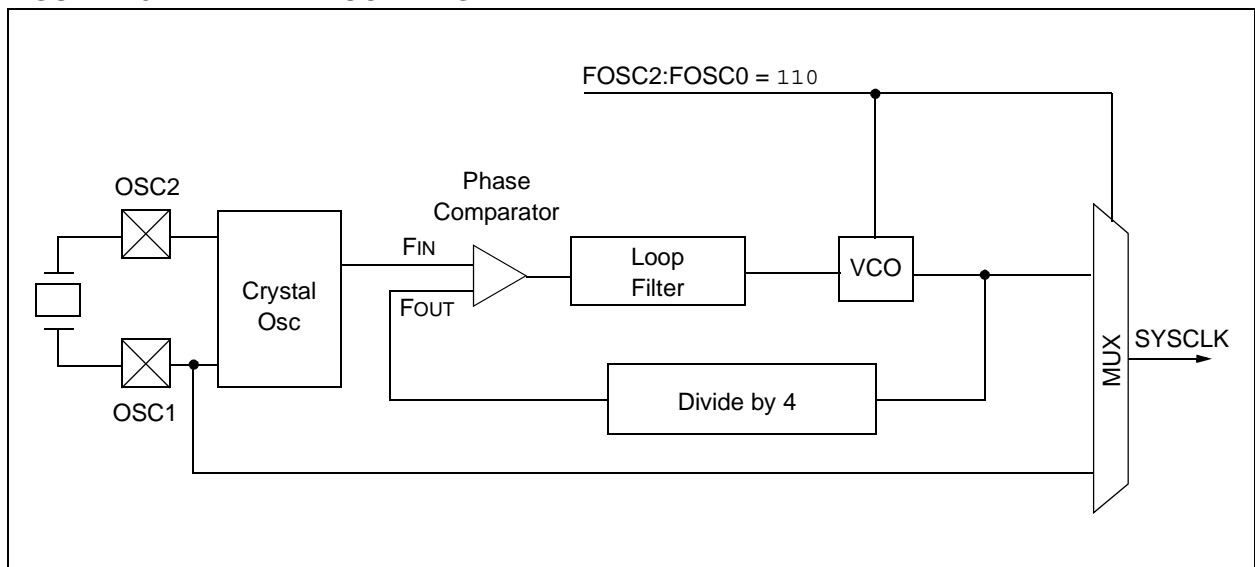 FOSC2:FOSC0 = 110
OSC2
Phase
Comparator
FIN
Loop
Filter
VCO
Crystal
Osc
FOUT
MUX
SYSCLK
Divide by 4
OSC1